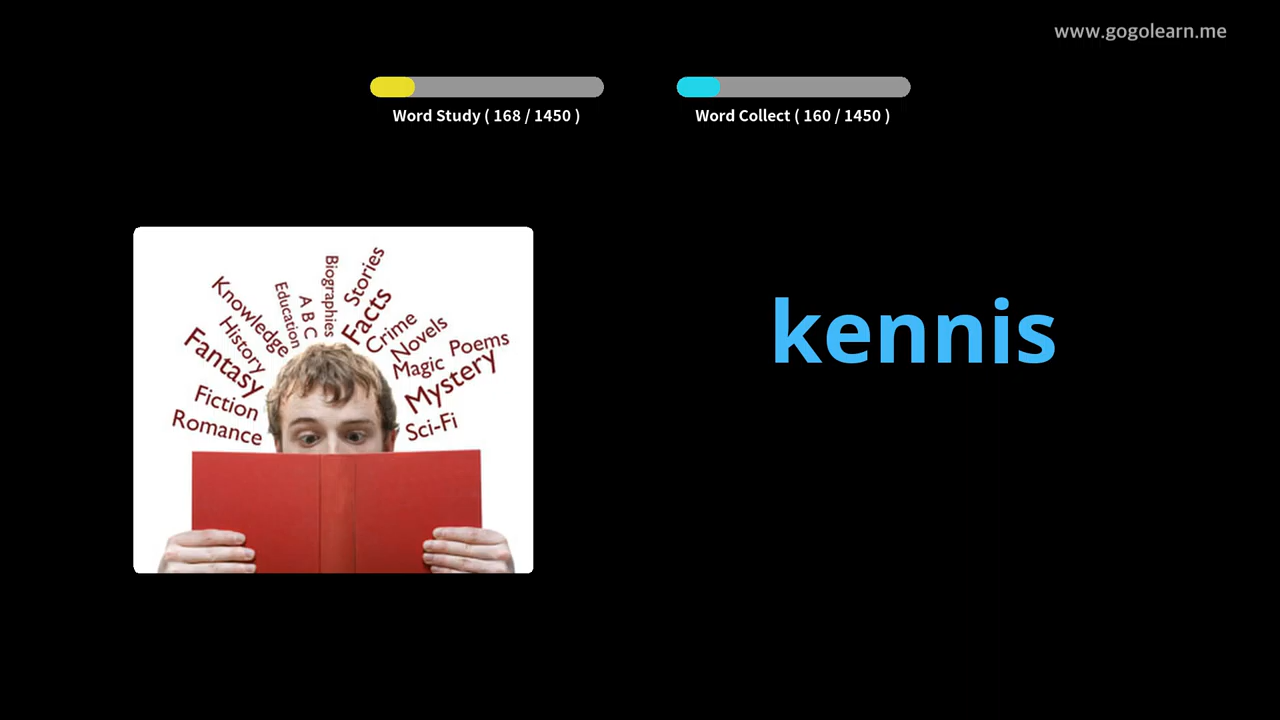 www.gogolearn.me
Word Study ( 168 / 1450 )
Word Collect ( 160 / 1450 )
Romance
Fiction
Fantasy
History
Knowledge
Education
A B C
Biographies
Stories
Facts
Crime
Novels
Magic
Poems
Mystery
Sci-Fi
kennis